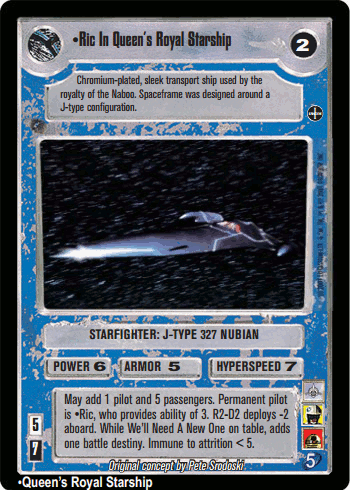 •Ric In Queen's Royal Starship
2
Chromium-plated, sleek transport ship used by the
royalty of the Naboo. Spaceframe was designed around a
J-type configuration.
STARFIGHTER: J-TYPE 327 NUBIAN
POWER 6
ARMOR 5
HYPERSPEED 7
May add 1 pilot and 5 passengers. Permanent pilot
is •Ric, who provides ability of 3. R2-D2 deploys -2
aboard. While We'll Need A New One on table, adds
one battle destiny. Immune to attrition < 5.
5
7
5
Original concept by Pete Srodoski
•Queen's Royal Starship